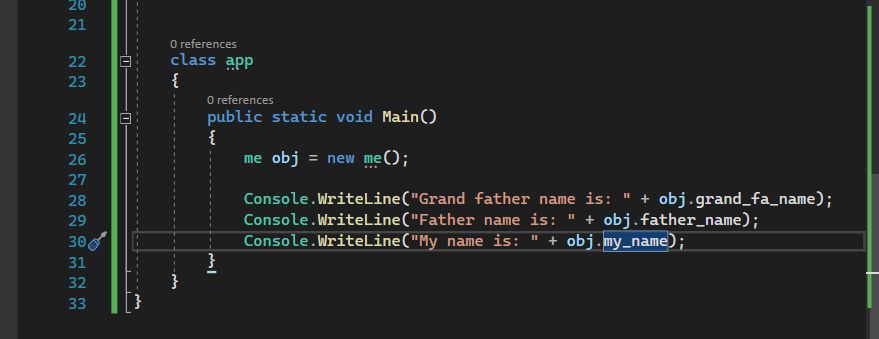 20
21
0 references
22 class app
23 {
0 references
24 public static void Main()
25 {
26 me obj = new me();
27
28 Console.WriteLine("Grand father name is: " + obj.grand_fa_name);
29 Console.WriteLine("Father name is: " + obj.father_name);
30 Console.WriteLine("My name is: " + obj.my_name);
31 }
32 }
33 }